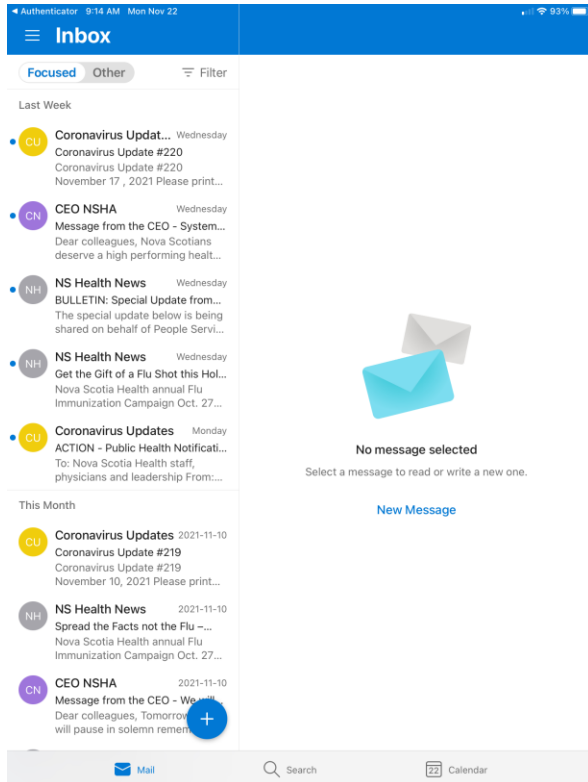 ◄ Authenticator 9:14 AM Mon Nov 22
93%
Inbox
Focused Other
Filter
Last Week
CU
Coronavirus Updat... Wednesday
Coronavirus Update #220
Coronavirus Update #220
November 17 , 2021 Please print...
CN
CEO NSHA Wednesday
Message from the CEO - System...
Dear colleagues, Nova Scotians
deserve a high performing healt...
NH
NS Health News Wednesday
BULLETIN: Special Update from...
The special update below is being
shared on behalf of People Servi...
NH
NS Health News Wednesday
Get the Gift of a Flu Shot this Hol...
Nova Scotia Health annual Flu
Immunization Campaign Oct. 27...
CU
Coronavirus Updates Monday
ACTION - Public Health Notificati...
To: Nova Scotia Health staff,
physicians and leadership From:...
This Month
CU
Coronavirus Updates 2021-11-10
Coronavirus Update #219
Coronavirus Update #219
November 10, 2021 Please print...
NH
NS Health News 2021-11-10
Spread the Facts not the Flu –...
Nova Scotia Health annual Flu
Immunization Campaign Oct. 27...
CN
CEO NSHA 2021-11-10
Message from the CEO - We
Dear colleagues, Tomorrow
will pause in solemn
+
No message selected
Select a message to read or write a new one.
New Message
Mail
Search
22 Calendar